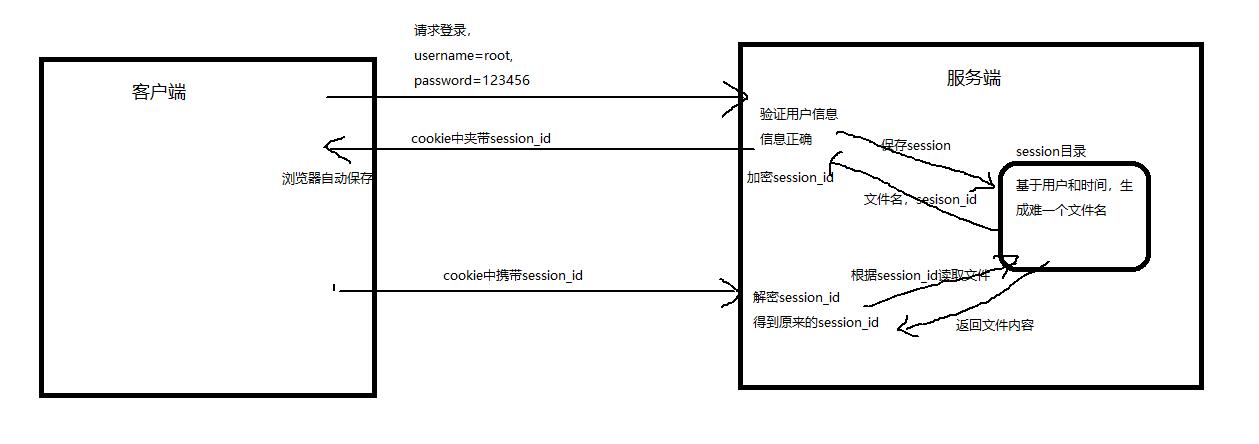 请求登录，
username=root,
password=123456
客户端
服务端
验证用户信息
信息正确
cookie中夹带session_id
保存session
session目录
浏览器自动保存
加密session_id
基于用户和时间，生
成难一个文件名
文件名，sesison_id
cookie中携带session_id
根据session_id读取文件
解密session_id
得到原来的session_id
返回文件内容